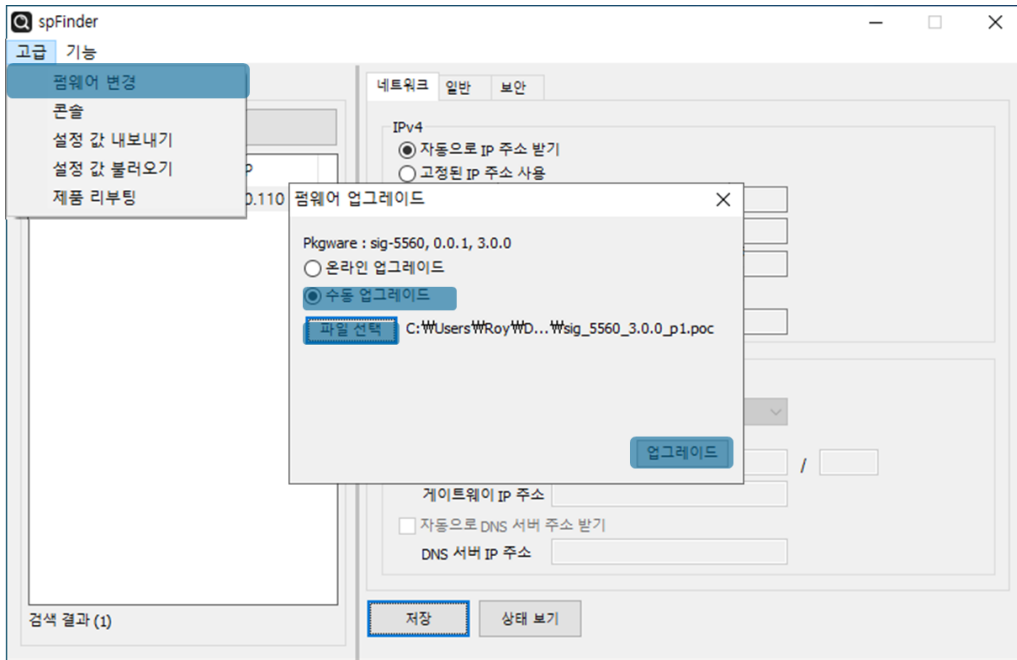 spFinder
고급 기능
펌웨어 변경
콘솔
설정 값 내보내기
설정 값 불러오기
제품 리부팅
P
0.110
검색 결과 (1)
네트워크 일반 보안
IPv4
자동으로 IP 주소 받기
고정된 IP 주소 사용
펌웨어 업그레이드
Pkgware : sig-5560, 0.0.1, 3.0.0
온라인 업그레이드
수동 업그레이드
파일 선택 C:₩Users₩Roy₩D...₩sig_5560_3.0.0_p1.poc
업그레이드
/
게이트웨이 IP 주소
자동으로 DNS 서버 주소 받기
DNS 서버 IP 주소
저장 상태 보기